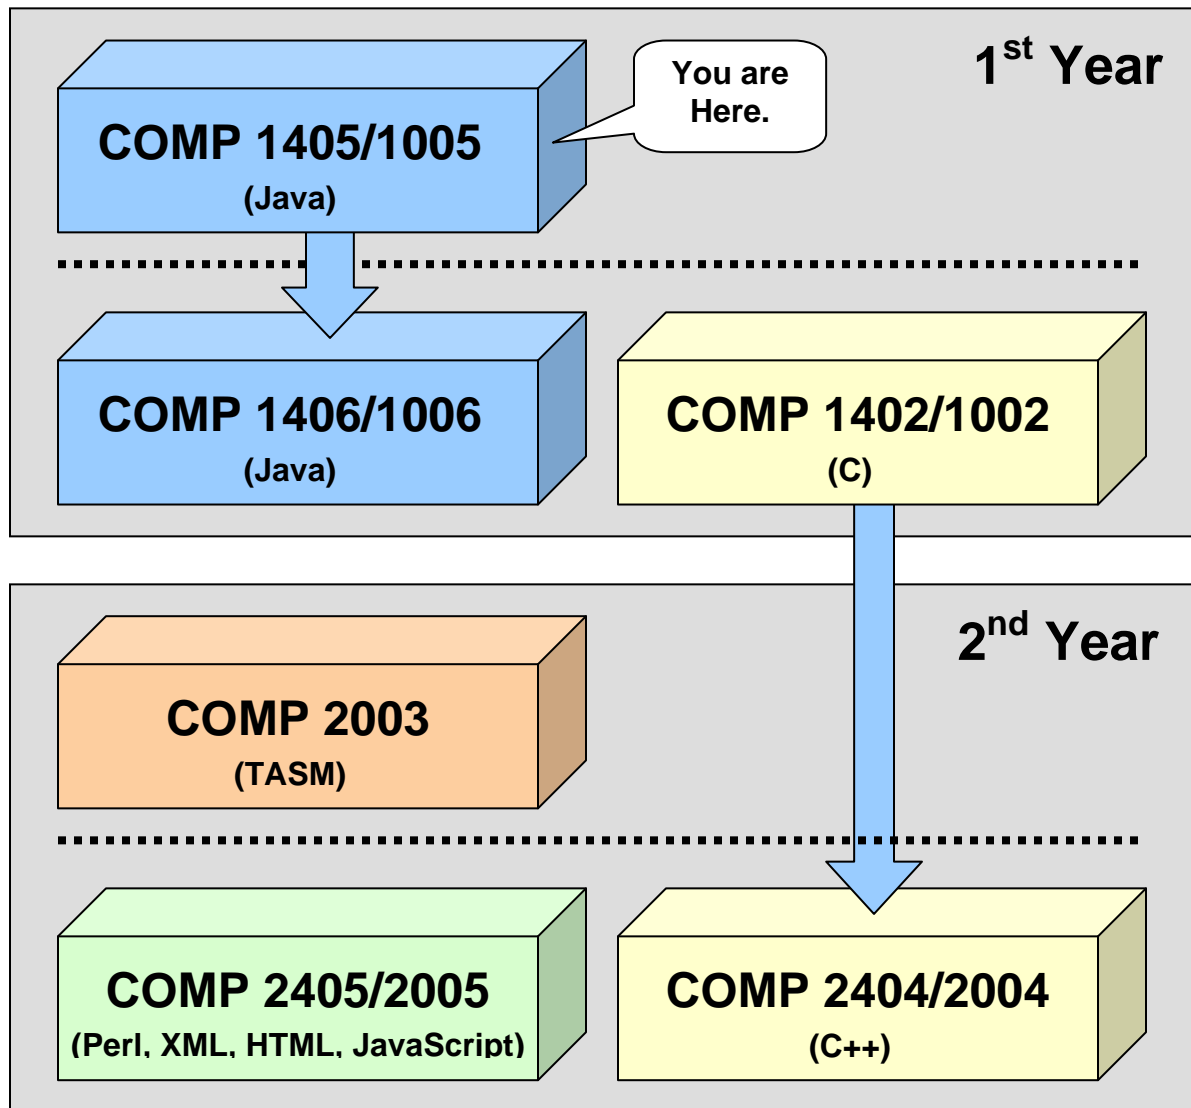 1st Year
You are
Here.
COMP 1405/1005
(Java)
COMP 1406/1006
(Java)
COMP 1402/1002
(C)
2nd Year
COMP 2003
(TASM)
COMP 2405/2005
(Perl, XML, HTML, JavaScript)
COMP 2404/2004
(C++)